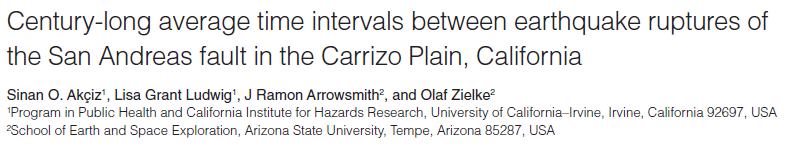 Century-long average time intervals between earthquake ruptures of
the San Andreas fault in the Carrizo Plain, California
Sinan O. Akçiz¹, Lisa Grant Ludwig¹, J Ramon Arrowsmith², and Olaf Zielke²
¹Program in Public Health and California Institute for Hazards Research, University of California–Irvine, Irvine, California 92697, USA
²School of Earth and Space Exploration, Arizona State University, Tempe, Arizona 85287, USA